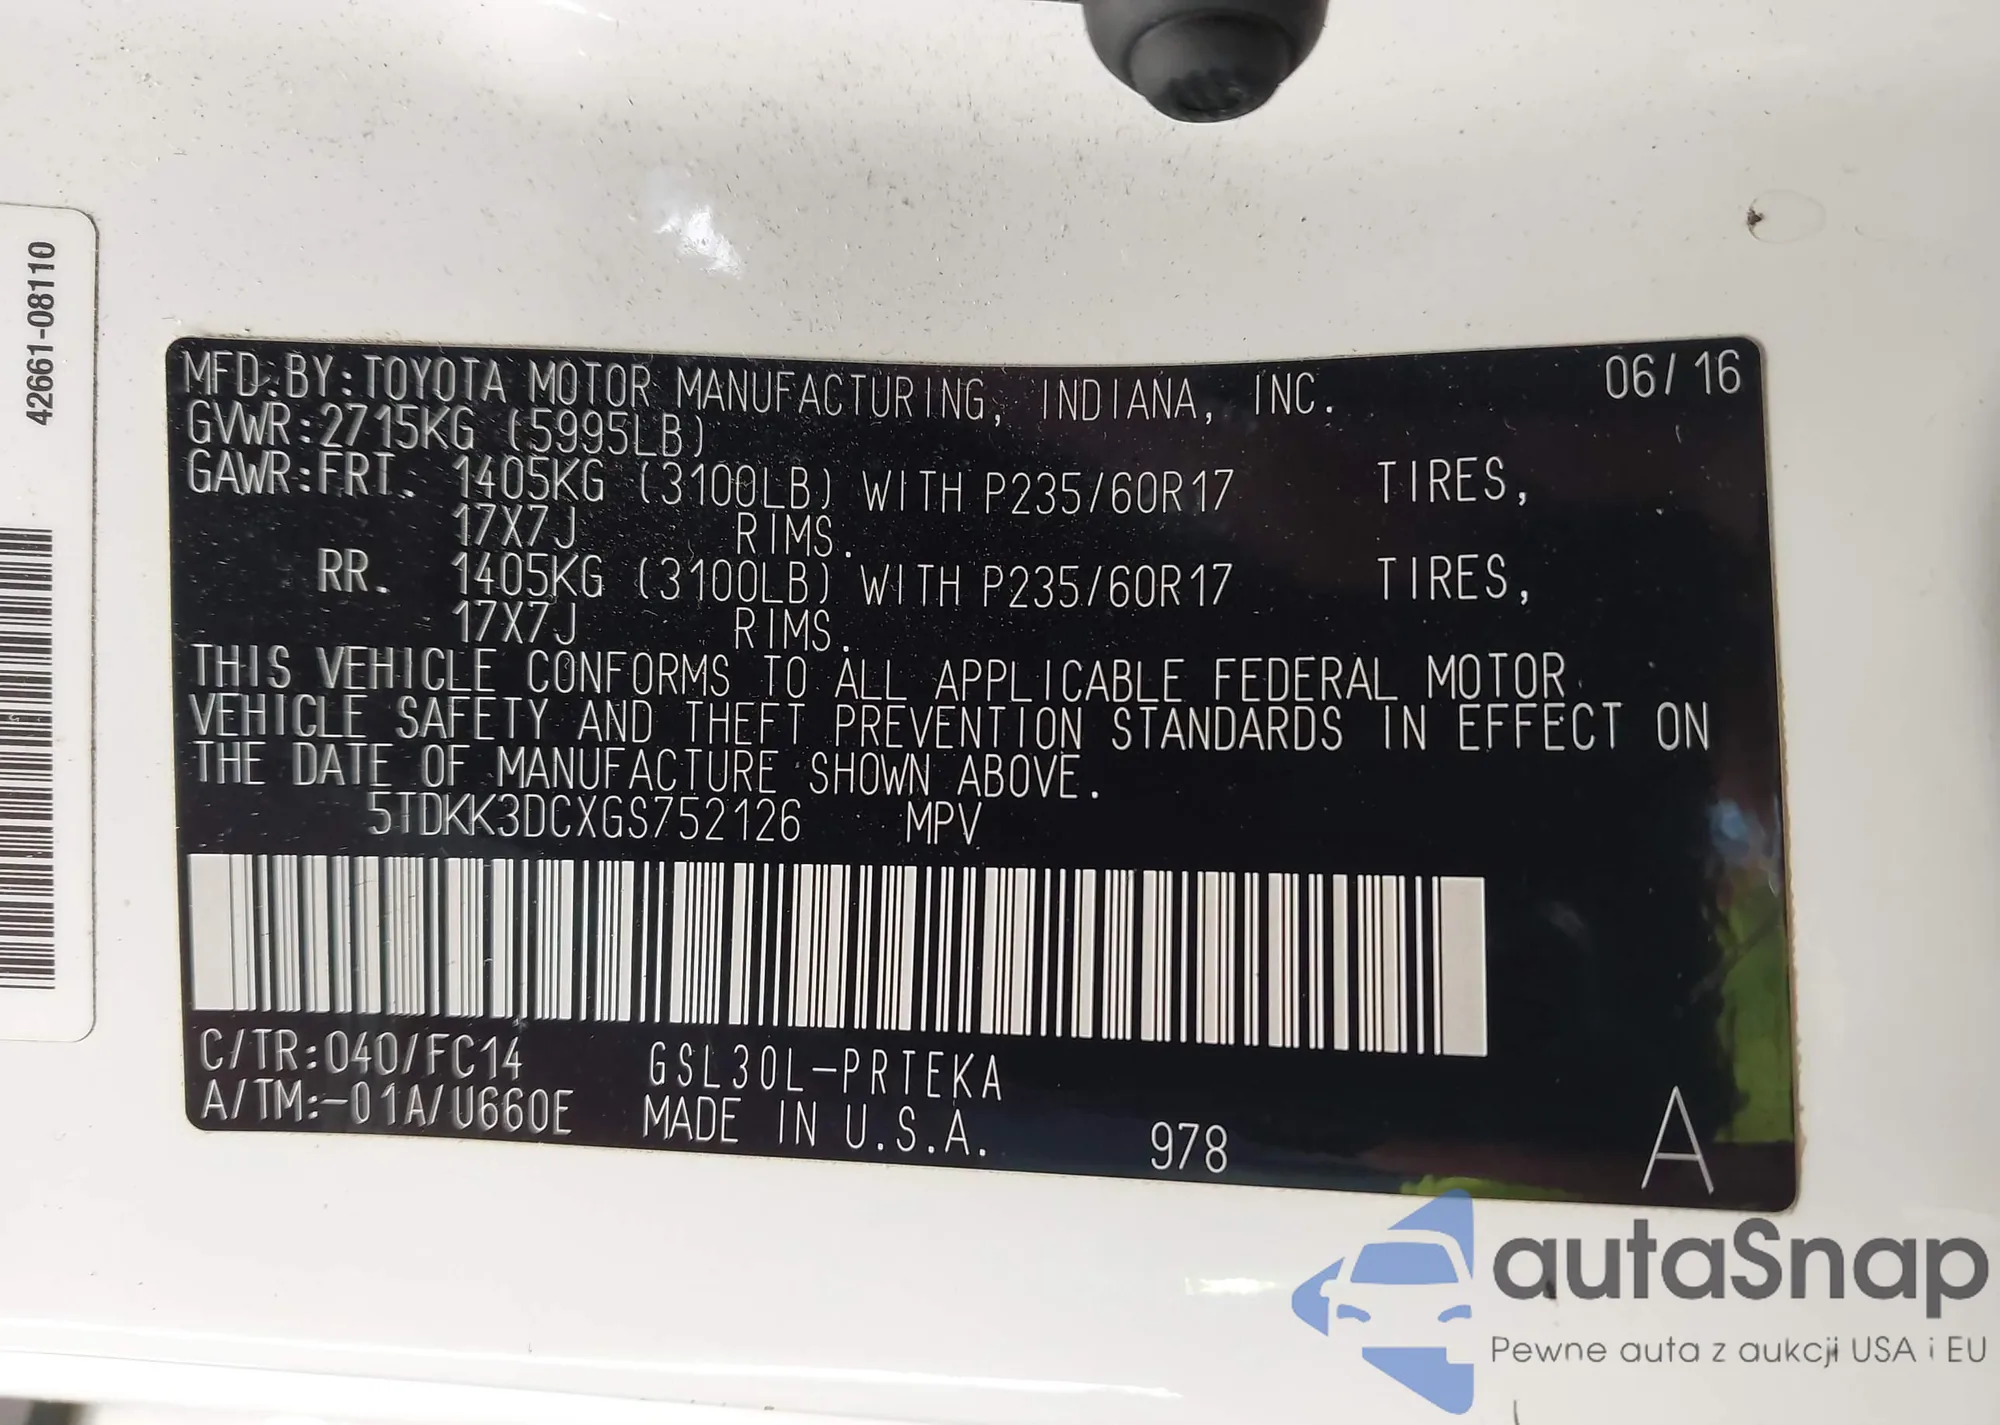 42661-08110
MFD.BY:TOYOTA MOTOR MANUFACTURING, INDIANA, INC. 06/16
GVWR:2715KG (5995LB)
GAWR:FRT. 1405KG (3100LB) WITH P235/60R17 TIRES,
17X7J RIMS.
RR. 1405KG (3100LB) WITH P235/60R17 TIRES,
17X7J RIMS.
THIS VEHICLE CONFORMS TO ALL APPLICABLE FEDERAL MOTOR
VEHICLE SAFETY AND THEFT PREVENTION STANDARDS IN EFFECT ON
THE DATE OF MANUFACTURE SHOWN ABOVE.
5TDKK3DCXGS752126 MPV
C/TR:040/FC14 GSL30L-PRTEKA
A/TM:-01A/U660E MADE IN U.S.A. 978 A
autaSnap
Pewne auta z aukcji USA i EU